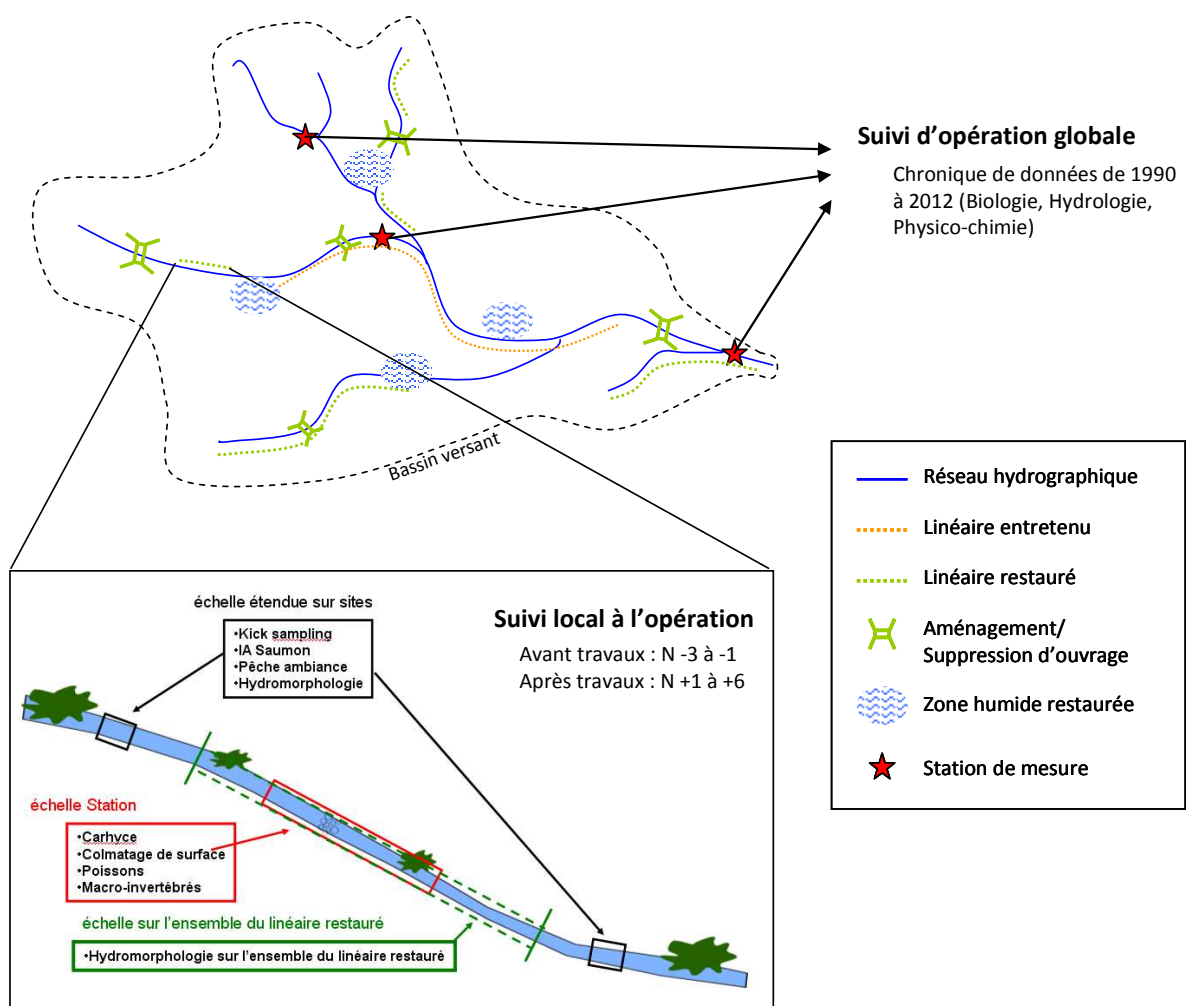 Suivi d'opération globale
Chronique de données de 1990
à 2012 (Biologie, Hydrologie,
Physico-chimie)
Bassin versant
Réseau hydrographique
Linéaire entretenu
Linéaire restauré
Aménagement/
Suppression d'ouvrage
Zone humide restaurée
Station de mesure
échelle étendue sur sites
•Kick sampling
•IA Saumon
•Pêche ambiance
•Hydromorphologie
Suivi local à l'opération
Avant travaux : N -3 à -1
Après travaux : N +1 à +6
échelle Station
•Carhyce
•Colmatage de surface
•Poissons
•Macro-invertébrés
échelle sur l'ensemble du linéaire restauré
•Hydromorphologie sur l'ensemble du linéaire restauré